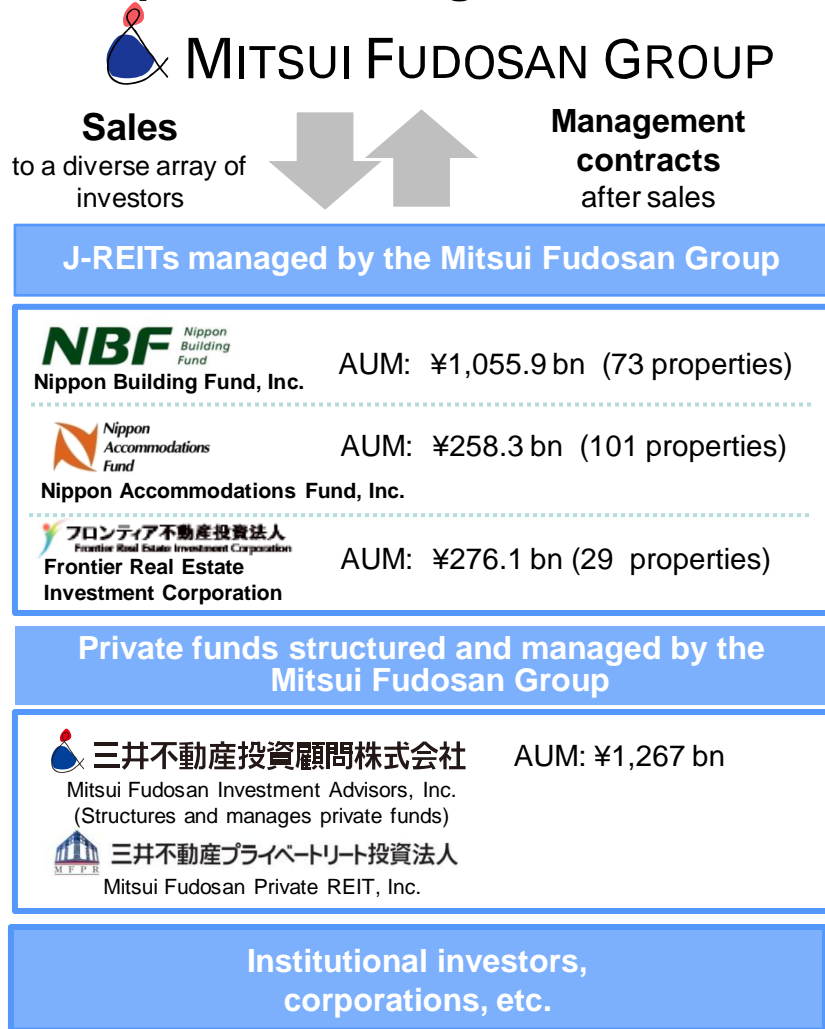 MITSUI FUDOSAN GROUP
Sales
to a diverse array of
investors
Management
contracts
after sales
J-REITs managed by the Mitsui Fudosan Group
NBF Nippon
Building
Fund
Nippon Building Fund, Inc.
AUM: ¥1,055.9 bn (73 properties)
Nippon
Accommodations
Fund
Nippon Accommodations Fund, Inc.
AUM: ¥258.3 bn (101 properties)
フロンティア不動産投資法人
Frontier Real Estate Investment Corporation
Frontier Real Estate
Investment Corporation
AUM: ¥276.1 bn (29 properties)
Private funds structured and managed by the
Mitsui Fudosan Group
三井不動産投資顧問株式会社
AUM: ¥1,267 bn
Mitsui Fudosan Investment Advisors, Inc.
(Structures and manages private funds)
MFPR
三井不動産プライベートリート投資法人
Mitsui Fudosan Private REIT, Inc.
Institutional investors,
corporations, etc.